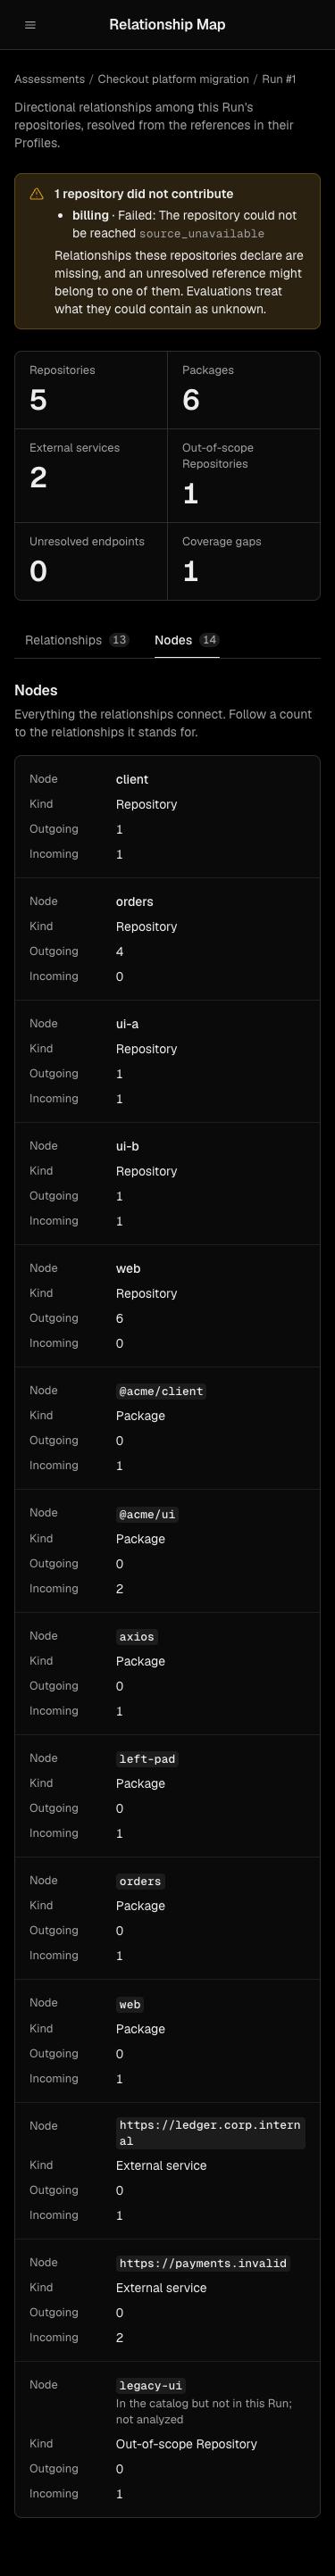 Relationship Map
Assessments / Checkout platform migration / Run #1
Directional relationships among this Run's
repositories, resolved from the references in their
Profiles.
1 repository did not contribute
• billing · Failed: The repository could not
be reached source_unavailable
Relationships these repositories declare are
missing, and an unresolved reference might
belong to one of them. Evaluations treat
what they could contain as unknown.
Repositories
5
Packages
6
External services
2
Out-of-scope
Repositories
1
Unresolved endpoints
0
Coverage gaps
1
Relationships 13 Nodes 14
Nodes
Everything the relationships connect. Follow a count
to the relationships it stands for.
Node client
Kind Repository
Outgoing 1
Incoming 1
Node orders
Kind Repository
Outgoing 4
Incoming 0
Node ui-a
Kind Repository
Outgoing 1
Incoming 1
Node ui-b
Kind Repository
Outgoing 1
Incoming 1
Node web
Kind Repository
Outgoing 6
Incoming 0
Node @acme/client
Kind Package
Outgoing 0
Incoming 1
Node @acme/ui
Kind Package
Outgoing 0
Incoming 2
Node axios
Kind Package
Outgoing 0
Incoming 1
Node left-pad
Kind Package
Outgoing 0
Incoming 1
Node orders
Kind Package
Outgoing 0
Incoming 1
Node web
Kind Package
Outgoing 0
Incoming 1
Node https://ledger.corp.intern
al
Kind External service
Outgoing 0
Incoming 1
Node https://payments.invalid
Kind External service
Outgoing 0
Incoming 2
Node legacy-ui
In the catalog but not in this Run;
not analyzed
Kind Out-of-scope Repository
Outgoing 0
Incoming 1